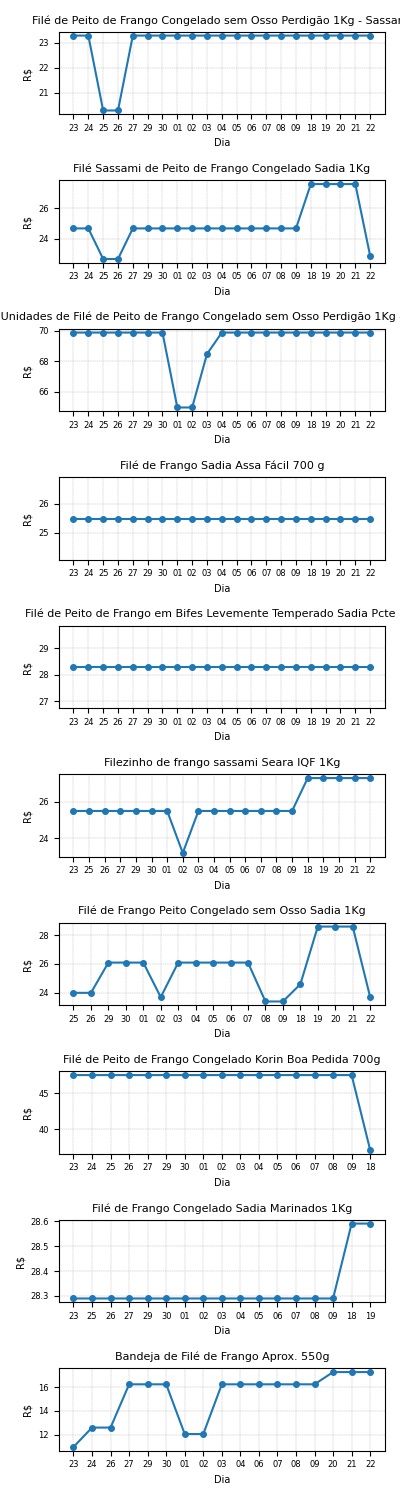 Filé de Peito de Frango Congelado sem Osso Perdigão 1Kg - Sassar
23
22
21
R$
23 24 25 26 27 29 30 01 02 03 04 05 06 07 08 09 18 19 20 21 22
Dia
Filé Sassami de Peito de Frango Congelado Sadia 1Kg
26
24
R$
23 24 25 26 27 29 30 01 02 03 04 05 06 07 08 09 18 19 20 21 22
Dia
Unidades de Filé de Peito de Frango Congelado sem Osso Perdigão 1Kg
70
68
66
R$
23 24 25 26 27 29 30 01 02 03 04 05 06 07 08 09 18 19 20 21 22
Dia
Filé de Frango Sadia Assa Fácil 700 g
26
25
R$
23 24 25 26 27 29 30 01 02 03 04 05 06 07 08 09 18 19 20 21 22
Dia
Filé de Peito de Frango em Bifes Levemente Temperado Sadia Pcte
29
28
27
R$
23 24 25 26 27 29 30 01 02 03 04 05 06 07 08 09 18 19 20 21 22
Dia
Filezinho de frango sassami Seara IQF 1Kg
26
24
R$
23 25 26 27 29 30 01 02 03 04 05 06 07 08 09 18 19 20 21 22
Dia
Filé de Frango Peito Congelado sem Osso Sadia 1Kg
28
26
24
R$
25 26 29 30 01 02 03 04 05 06 07 08 09 18 19 20 21 22
Dia
Filé de Peito de Frango Congelado Korin Boa Pedida 700g
45
40
R$
23 24 25 26 27 29 30 01 02 03 04 05 06 07 08 09 18
Dia
Filé de Frango Congelado Sadia Marinados 1Kg
28.6
28.5
28.4
28.3
R$
23 25 26 27 29 30 01 02 03 04 05 06 07 08 09 18 19
Dia
Bandeja de Filé de Frango Aprox. 550g
16
14
12
R$
23 24 26 27 29 30 01 02 03 04 05 06 07 08 09 20 21 22
Dia